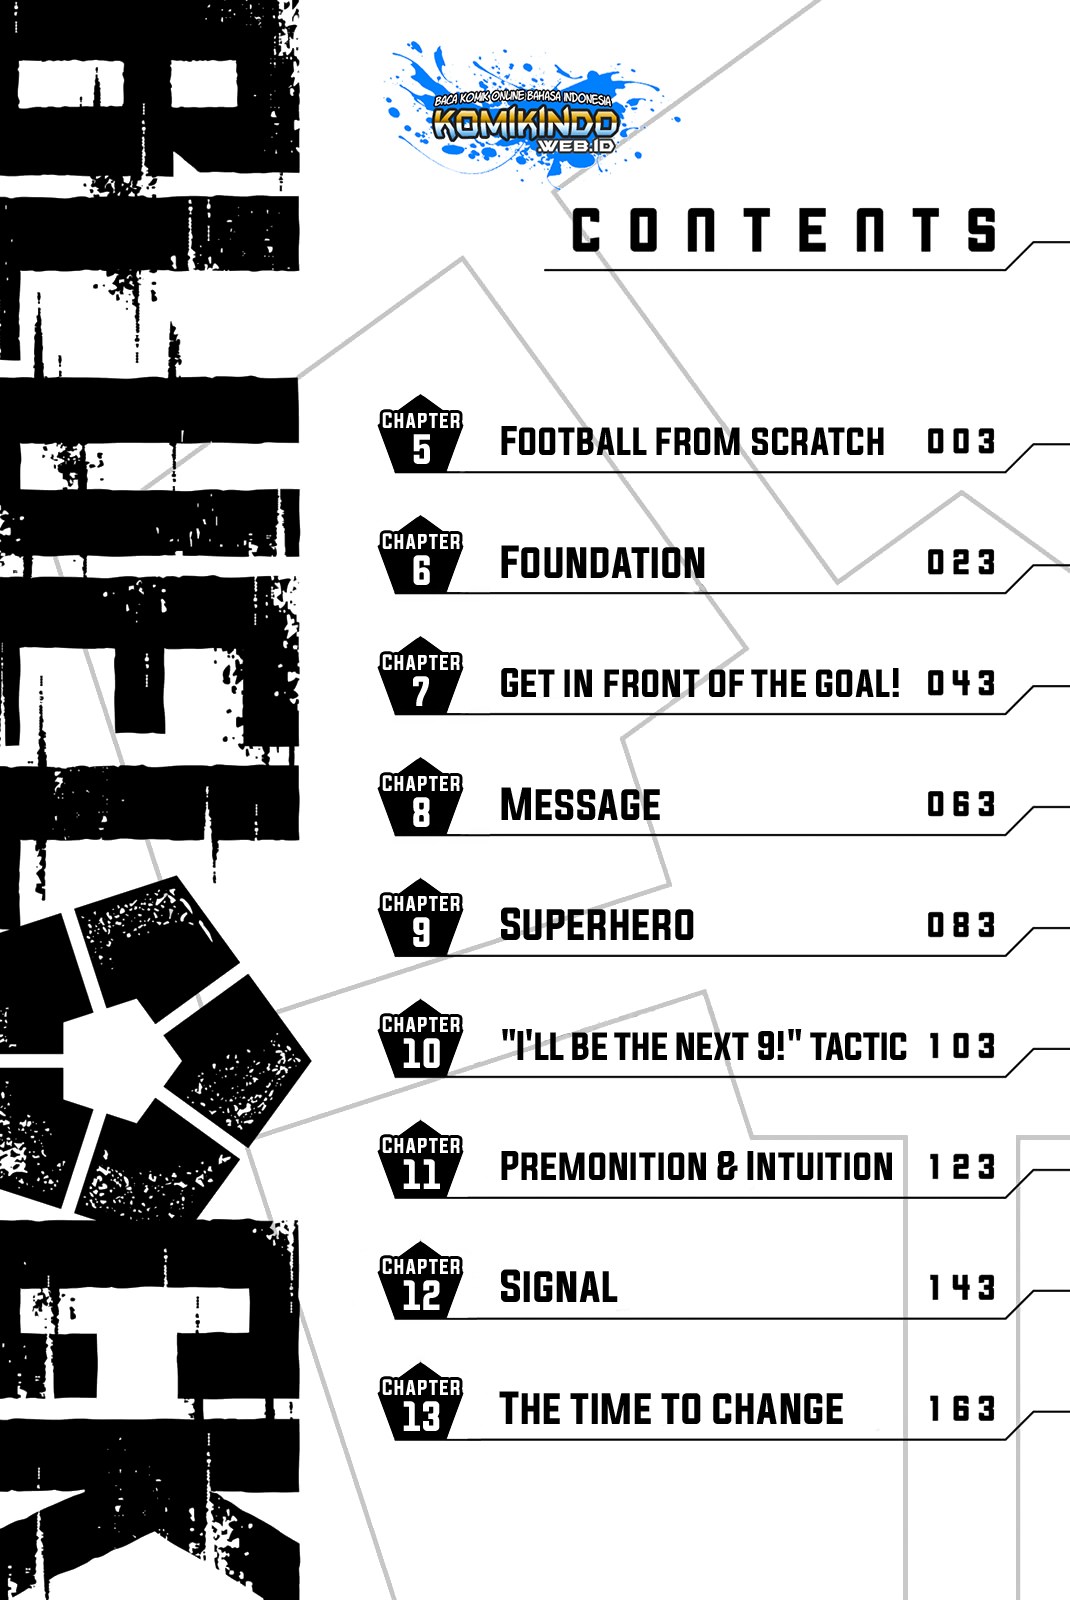 BACA KOMIK ONLINE BAHASA INDONESIA
KOMIKINDO
.WEB.ID
CONTENTS
CHAPTER 5 FOOTBALL FROM SCRATCH 003
CHAPTER 6 FOUNDATION 023
CHAPTER 7 GET IN FRONT OF THE GOAL! 043
CHAPTER 8 MESSAGE 063
CHAPTER 9 SUPERHERO 083
CHAPTER 10 "I'LL BE THE NEXT 9!" TACTIC 103
CHAPTER 11 PREMONITION & INTUITION 123
CHAPTER 12 SIGNAL 143
CHAPTER 13 THE TIME TO CHANGE 163
BLUE LOCK